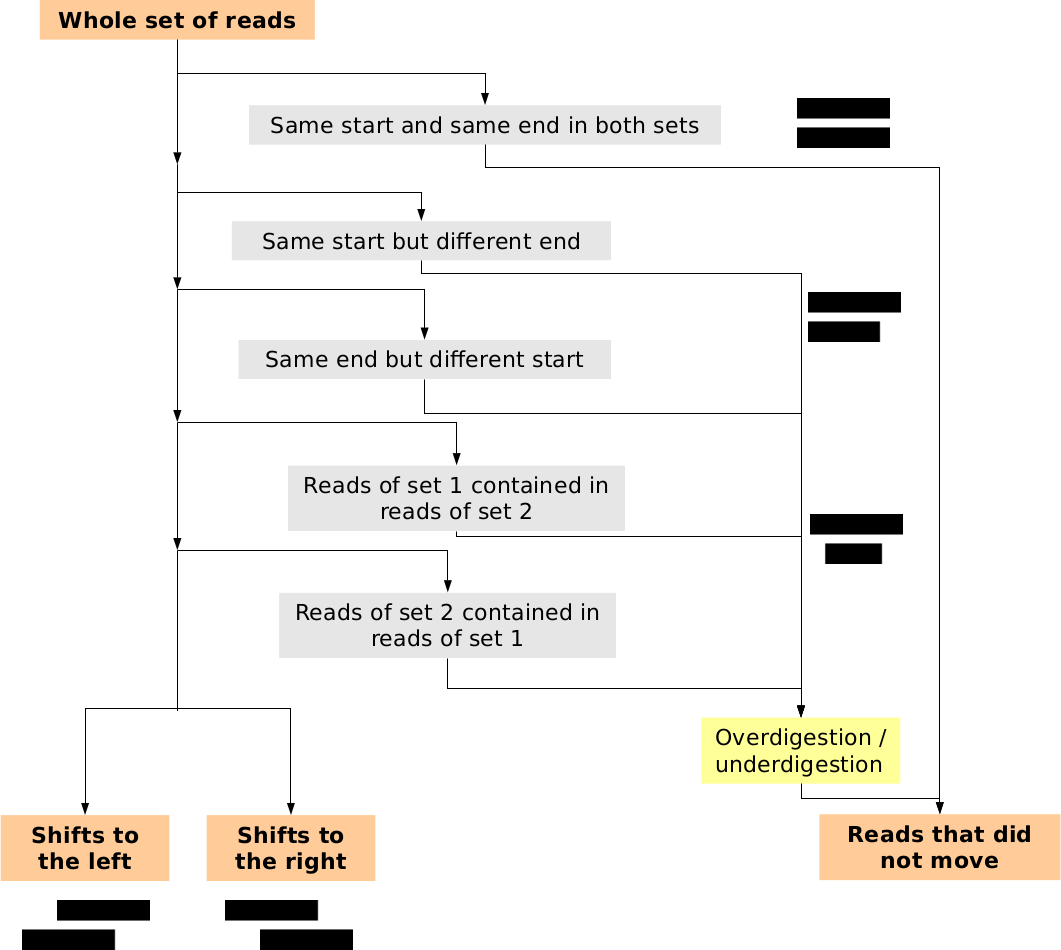 Whole set of reads
Same start and same end in both sets
Same start but different end
Same end but different start
Reads of set 1 contained in
reads of set 2
Reads of set 2 contained in
reads of set 1
Overdigestion /
underdigestion
Shifts to
the left
Shifts to
the right
Reads that did
not move